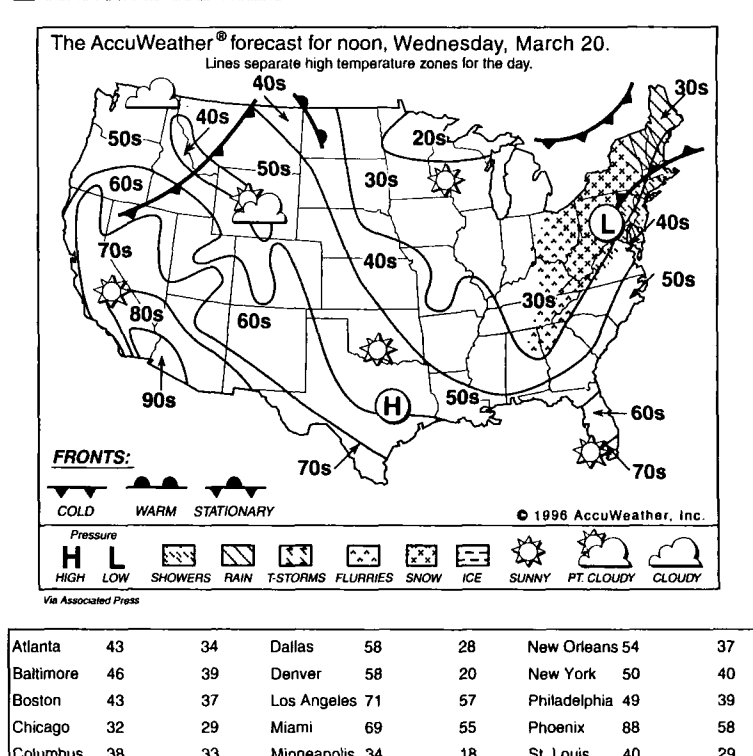 The AccuWeather® forecast for noon, Wednesday, March 20.
Lines separate high temperature zones for the day.
40s
30s
40s
50s
20s
50s
60s
30s
L
40s
70s
40s
50s
80s
30s
60s
90s
H
50s
60s
70s
70s
FRONTS:
COLD WARM STATIONARY
© 1996 AccuWeather, Inc.
Pressure
H L
HIGH LOW SHOWERS RAIN T-STORMS FLURRIES SNOW ICE SUNNY PT. CLOUDY CLOUDY
Via Associated Press
Atlanta 43 34 Dallas 58 28 New Orleans 54 37
Baltimore 46 39 Denver 58 20 New York 50 40
Boston 43 37 Los Angeles 71 57 Philadelphia 49 39
Chicago 32 29 Miami 69 55 Phoenix 88 58
Columbus 38 33 Minneapolis 34 18 St. Louis 40 29